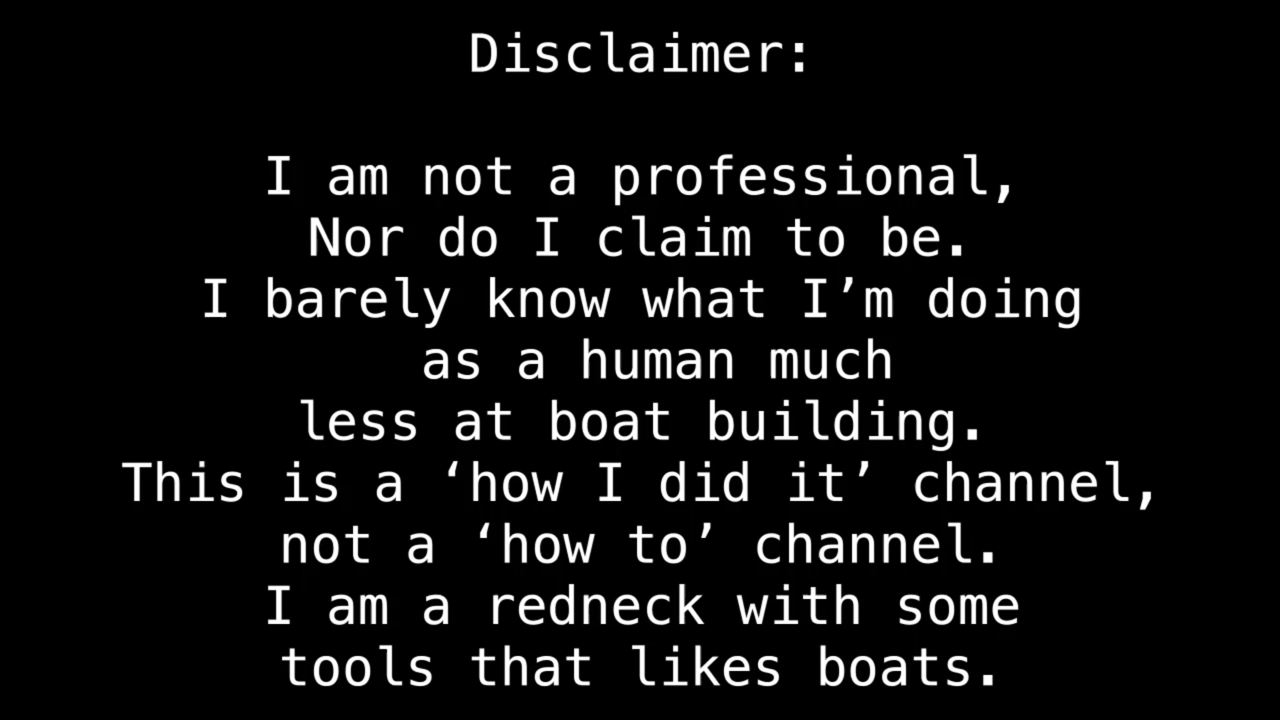 Disclaimer:
I am not a professional,
Nor do I claim to be.
I barely know what I’m doing
as a human much
less at boat building.
This is a ‘how I did it’ channel,
not a ‘how to’ channel.
I am a redneck with some
tools that likes boats.